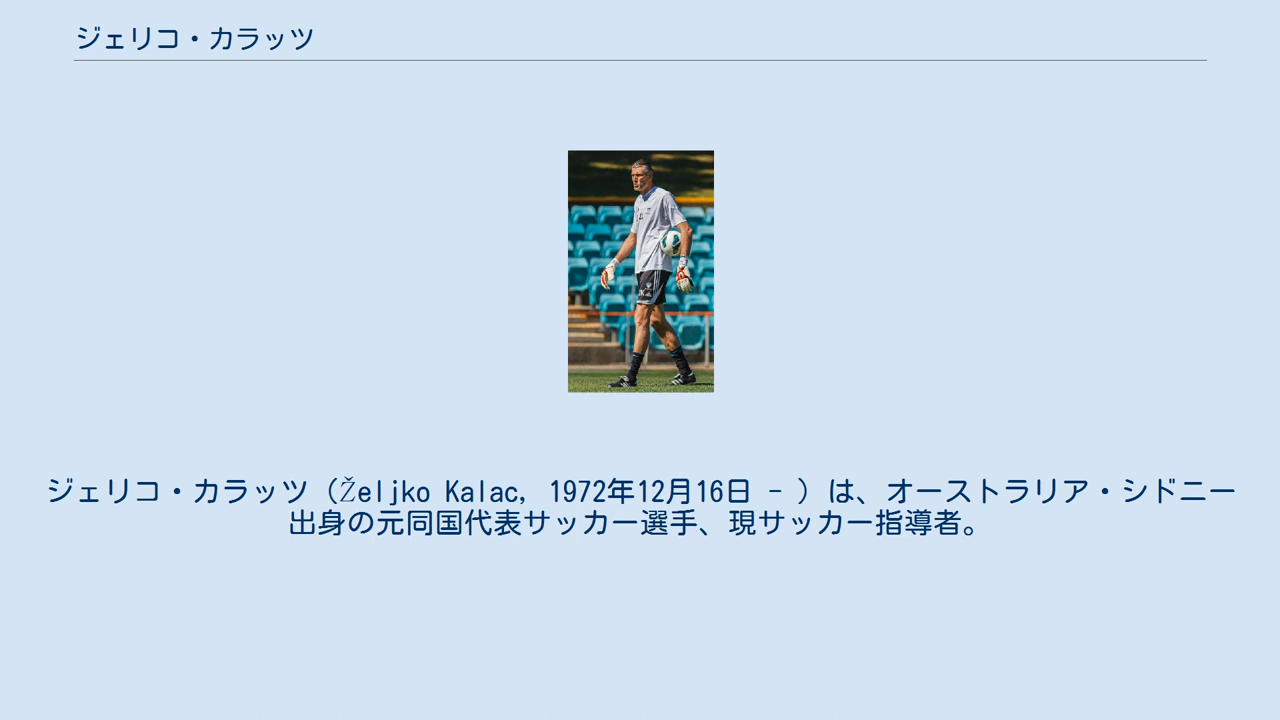 ジェリコ・カラッツ
ジェリコ・カラッツ（Željko Kalac, 1972年12月16日 - ）は、オーストラリア・シドニー
出身の元同国代表サッカー選手、現サッカー指導者。